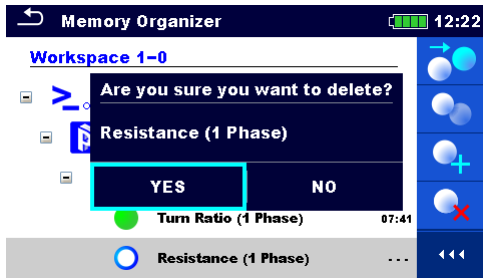 Memory Organizer 12:22
Workspace 1-0
Are you sure you want to delete?
Resistance (1 Phase)
YES NO
Turn Ratio (1 Phase) 07:41
Resistance (1 Phase) ---